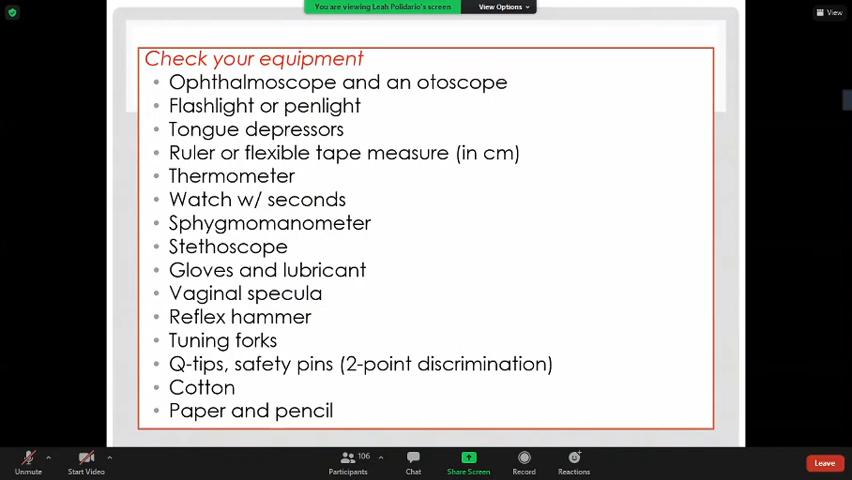 You are viewing Leah Polidario's screen
View Options
View
Check your equipment
• Ophthalmoscope and an otoscope
• Flashlight or penlight
• Tongue depressors
• Ruler or flexible tape measure (in cm)
• Thermometer
• Watch w/ seconds
• Sphygmomanometer
• Stethoscope
• Gloves and lubricant
• Vaginal specula
• Reflex hammer
• Tuning forks
• Q-tips, safety pins (2-point discrimination)
• Cotton
• Paper and pencil
106
Unmute
Start Video
Participants
Chat
Share Screen
Record
Reactions
Leave